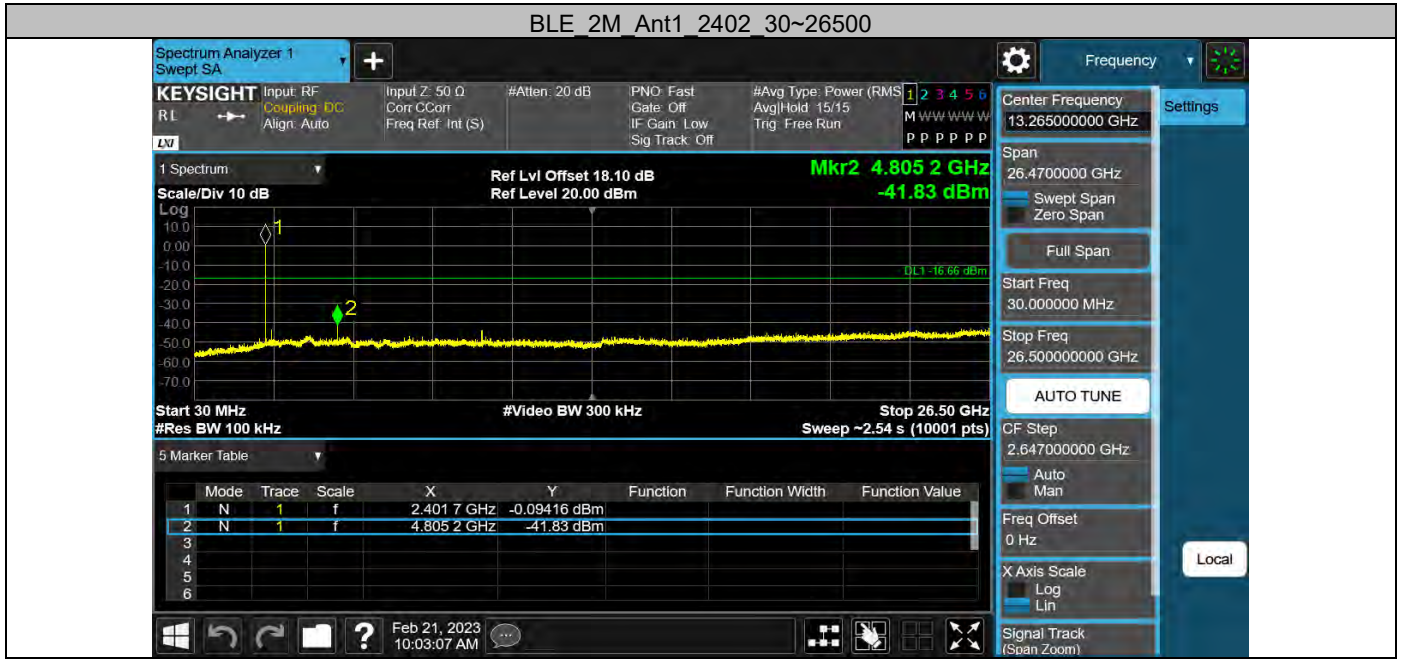 BLE_2M_Ant1_2402_30~26500
Spectrum Analyzer 1
Swept SA
+
Frequency
KEYSIGHT
RL
LXI
Input: RF
Coupling: DC
Align: Auto
Input Z: 50 Ω
Corr CCorr
Freq Ref: Int (S)
#Atten: 20 dB
PNO: Fast
Gate: Off
IF Gain: Low
Sig Track: Off
#Avg Type: Power (RMS
Avg|Hold: 15/15
Trig: Free Run
1 2 3 4 5 6
M W W W W W
P P P P P P
Center Frequency
13.265000000 GHz
Settings
1 Spectrum
Scale/Div 10 dB
Log
Ref Lvl Offset 18.10 dB
Ref Level 20.00 dBm
Mkr2 4.805 2 GHz
-41.83 dBm
10.0
0.00
-10.0
-20.0
-30.0
-40.0
-50.0
-60.0
-70.0
1
2
DL1 -16.66 dBm
Start 30 MHz
#Res BW 100 kHz
#Video BW 300 kHz
Stop 26.50 GHz
Sweep ~2.54 s (10001 pts)
Span
26.4700000 GHz
Swept Span
Zero Span
Full Span
Start Freq
30.000000 MHz
Stop Freq
26.500000000 GHz
AUTO TUNE
CF Step
2.647000000 GHz
Auto
Man
Freq Offset
0 Hz
X Axis Scale
Log
Lin
Signal Track
(Span Zoom)
Local
5 Marker Table
Mode Trace Scale X Y Function Function Width Function Value
1 N 1 f 2.401 7 GHz -0.09416 dBm
2 N 1 f 4.805 2 GHz -41.83 dBm
3
4
5
6
?
Feb 21, 2023
10:03:07 AM